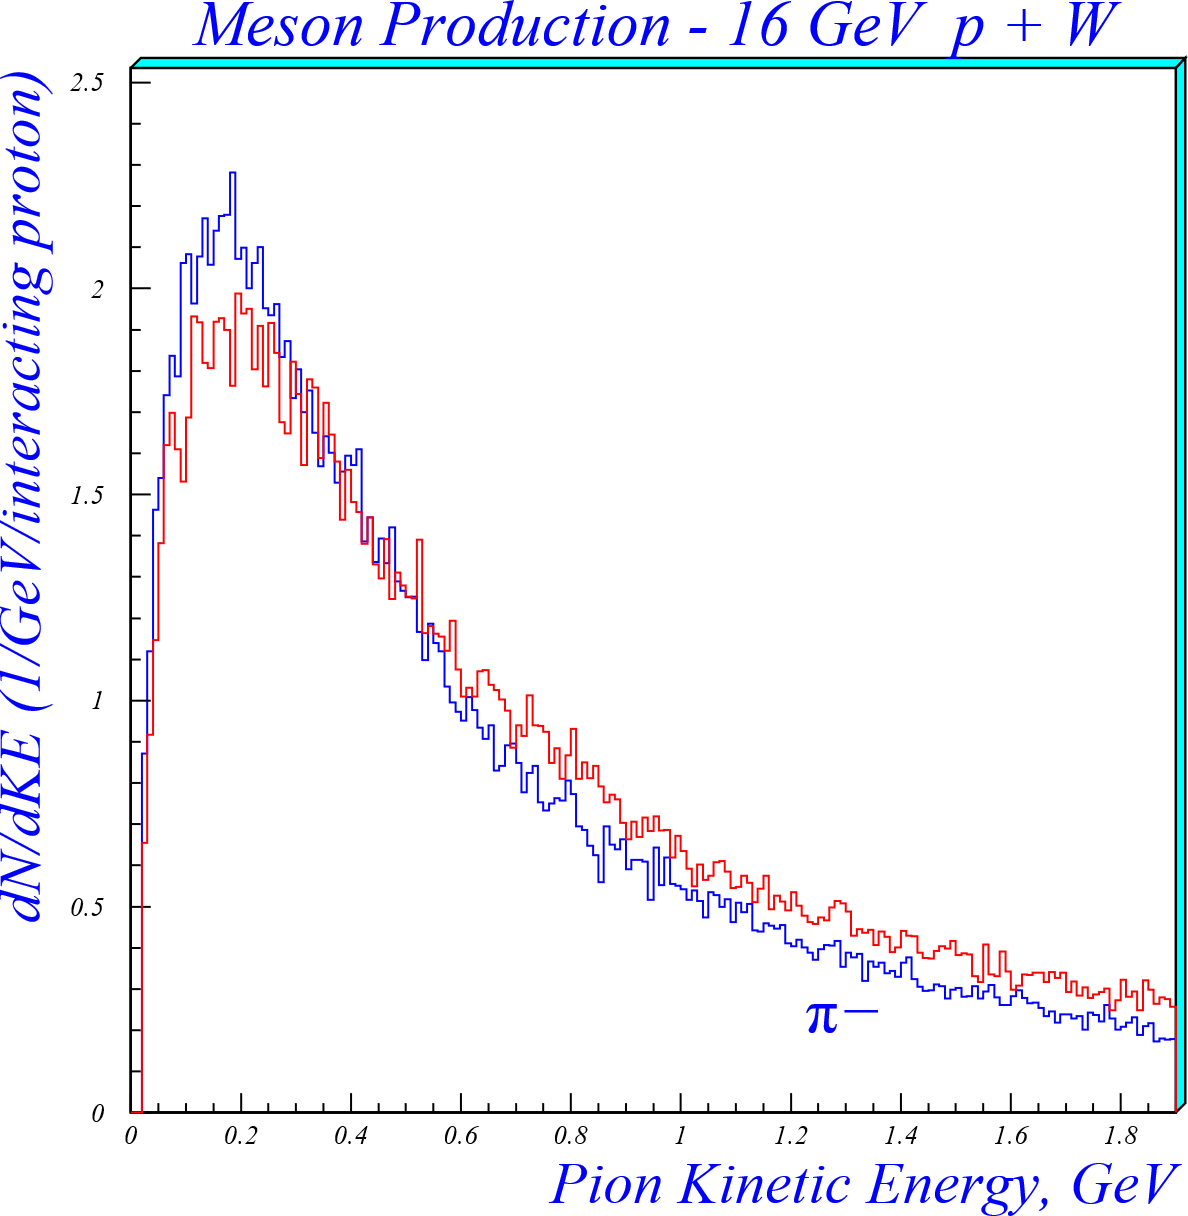 Meson Production - 16 GeV p + W
dN/dKE (1/GeV/interacting proton)
2.5
2
1.5
1
0.5
0
π−
0 0.2 0.4 0.6 0.8 1 1.2 1.4 1.6 1.8
Pion Kinetic Energy, GeV